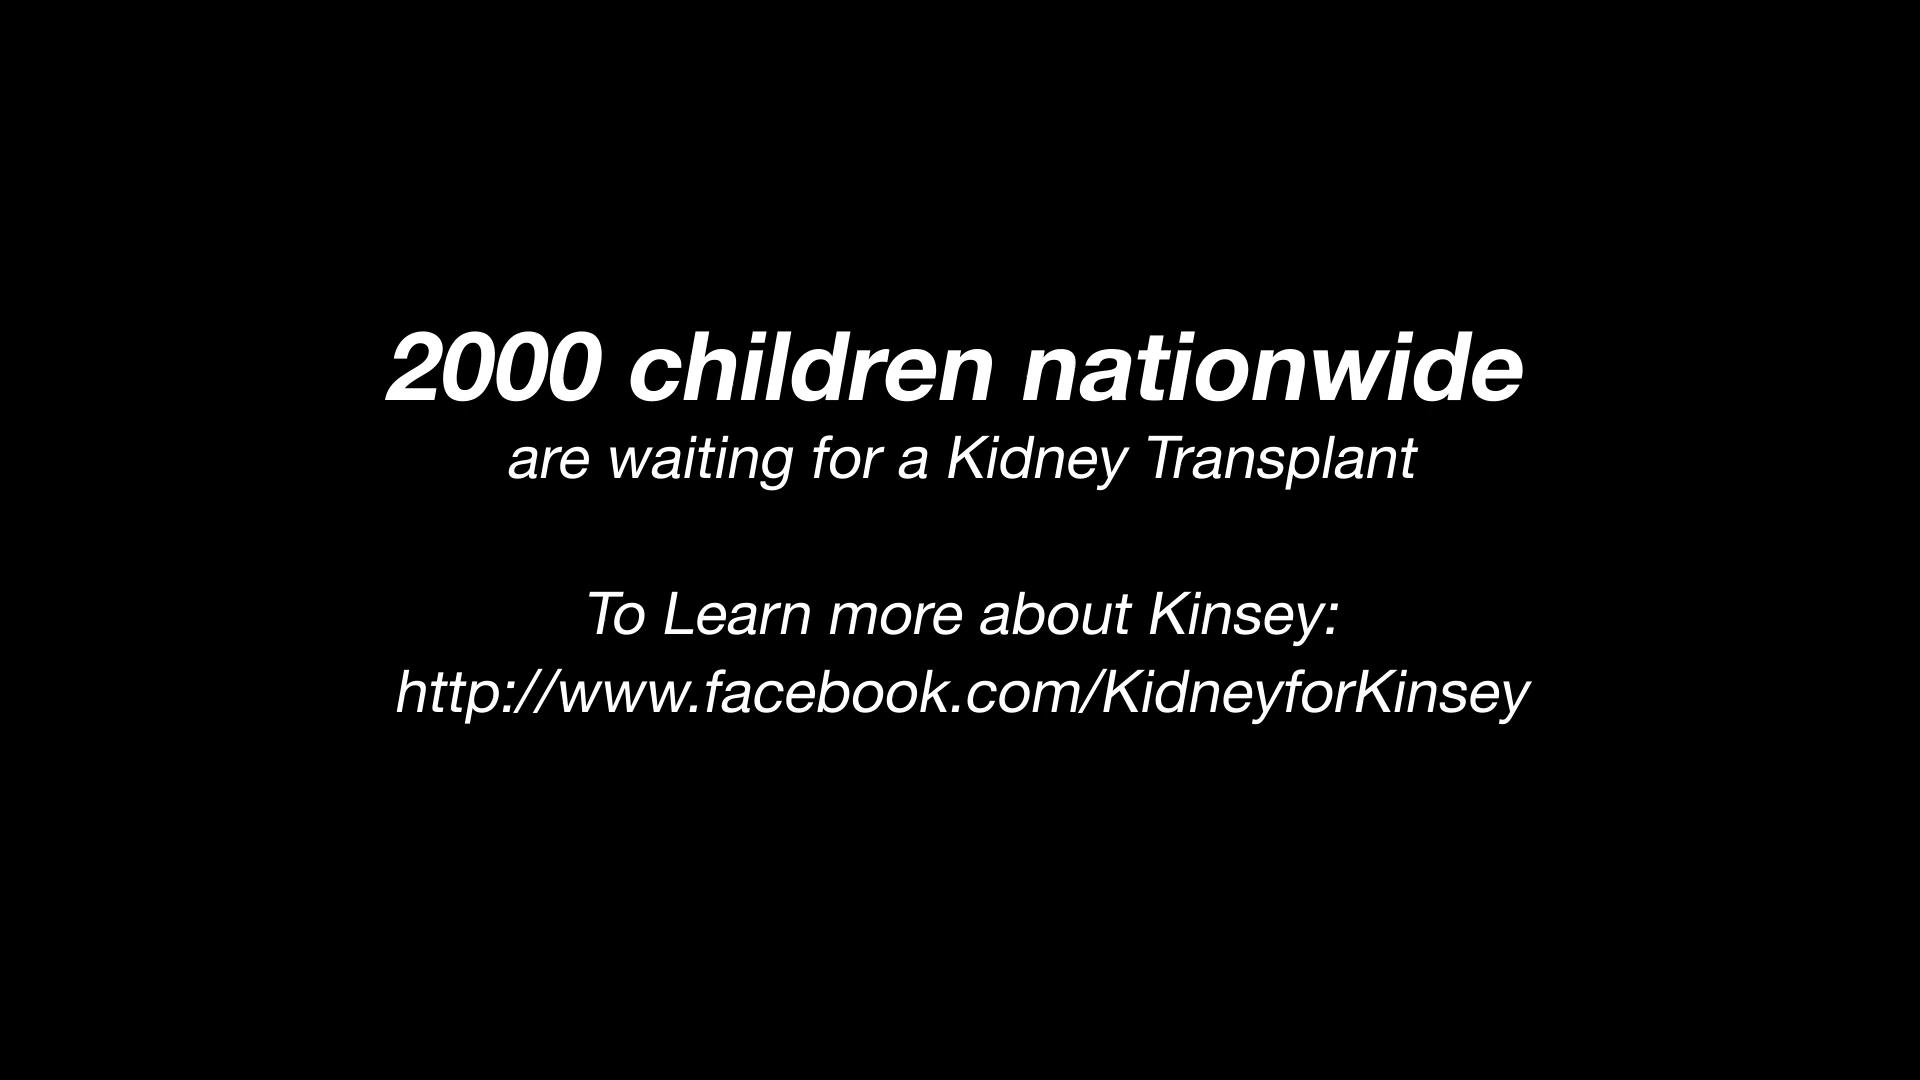 2000 children nationwide
are waiting for a Kidney Transplant
To Learn more about Kinsey:
http://www.facebook.com/KidneyforKinsey